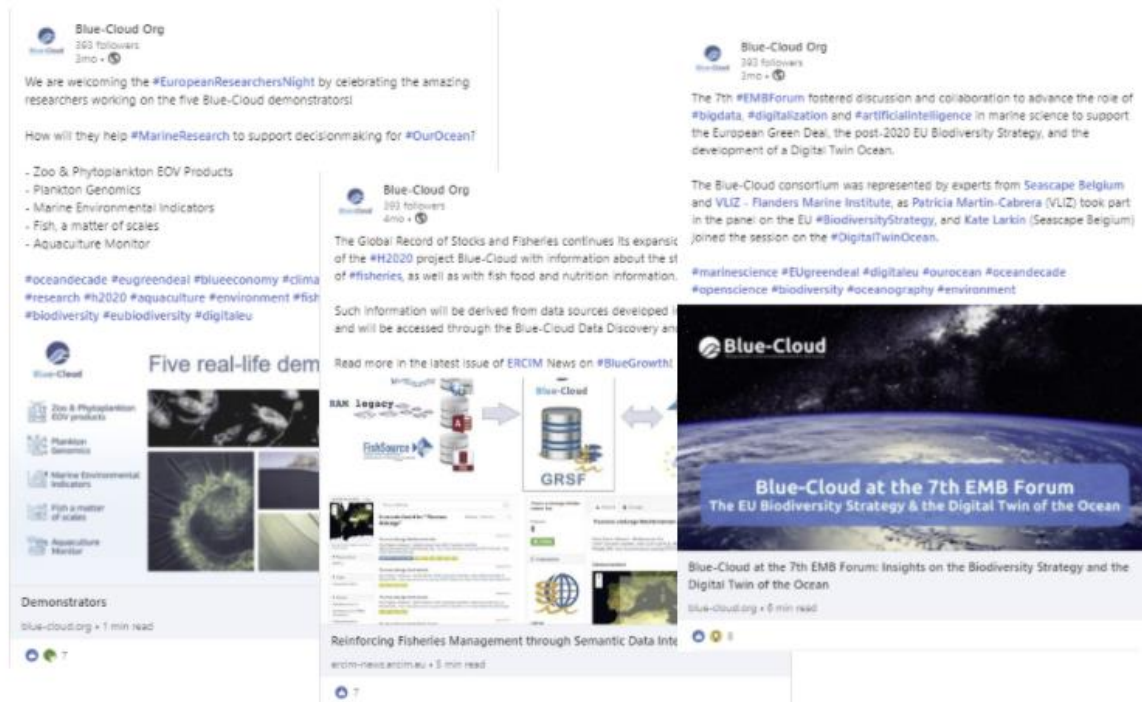 Blue-Cloud Org
393 followers
3mo •
We are welcoming the #EuropeanResearchersNight by celebrating the amazing
researchers working on the five Blue-Cloud demonstrators!
How will they help #MarineResearch to support decisionmaking for #OurOcean?
- Zoo & Phytoplankton EOV Products
- Plankton Genomics
- Marine Environmental Indicators
- Fish, a matter of scales
- Aquaculture Monitor
#oceandecade #eugreendeal #blueeconomy #clima
#research #h2020 #aquaculture #environment #fish
#biodiversity #eubiodiversity #digitaleu
Blue-Cloud
Five real-life dem
Zoo & Phytoplankton
EOV products
Plankton
Genomics
Marine Environmental
Indicators
Fish a matter
of scales
Aquaculture
Monitor
Demonstrators
blue-cloud.org • 1 min read
7
Blue-Cloud Org
393 followers
4mo •
The Global Record of Stocks and Fisheries continues its expansic
of the #H2020 project Blue-Cloud with information about the st
of #fisheries, as well as with fish food and nutrition information.
Such information will be derived from data sources developed i
and will be accessed through the Blue-Cloud Data Discovery an
Read more in the latest issue of ERCIM News on #BlueGrowth!
RAM legacy
FishSource
Blue-Cloud
GRSF
Reinforcing Fisheries Management through Semantic Data Inte
ercim-news.ercim.eu • 5 min read
7
Blue-Cloud Org
393 followers
2mo •
The 7th #EMBForum fostered discussion and collaboration to advance the role of
#bigdata, #digitalization and #artificialintelligence in marine science to support
the European Green Deal, the post-2020 EU Biodiversity Strategy, and the
development of a Digital Twin Ocean.
The Blue-Cloud consortium was represented by experts from Seascape Belgium
and VLIZ - Flanders Marine Institute, as Patricia Martin-Cabrera (VLIZ) took part
in the panel on the EU #BiodiversityStrategy, and Kate Larkin (Seascape Belgium)
joined the session on the #DigitalTwinOcean.
#marinescience #EUgreendeal #digitaleu #ourocean #oceandecade
#openscience #biodiversity #oceanography #environment
Blue-Cloud
Blue-Cloud at the 7th EMB Forum
The EU Biodiversity Strategy & the Digital Twin of the Ocean
Blue-Cloud at the 7th EMB Forum: Insights on the Biodiversity Strategy and the
Digital Twin of the Ocean
blue-cloud.org • 6 min read
8